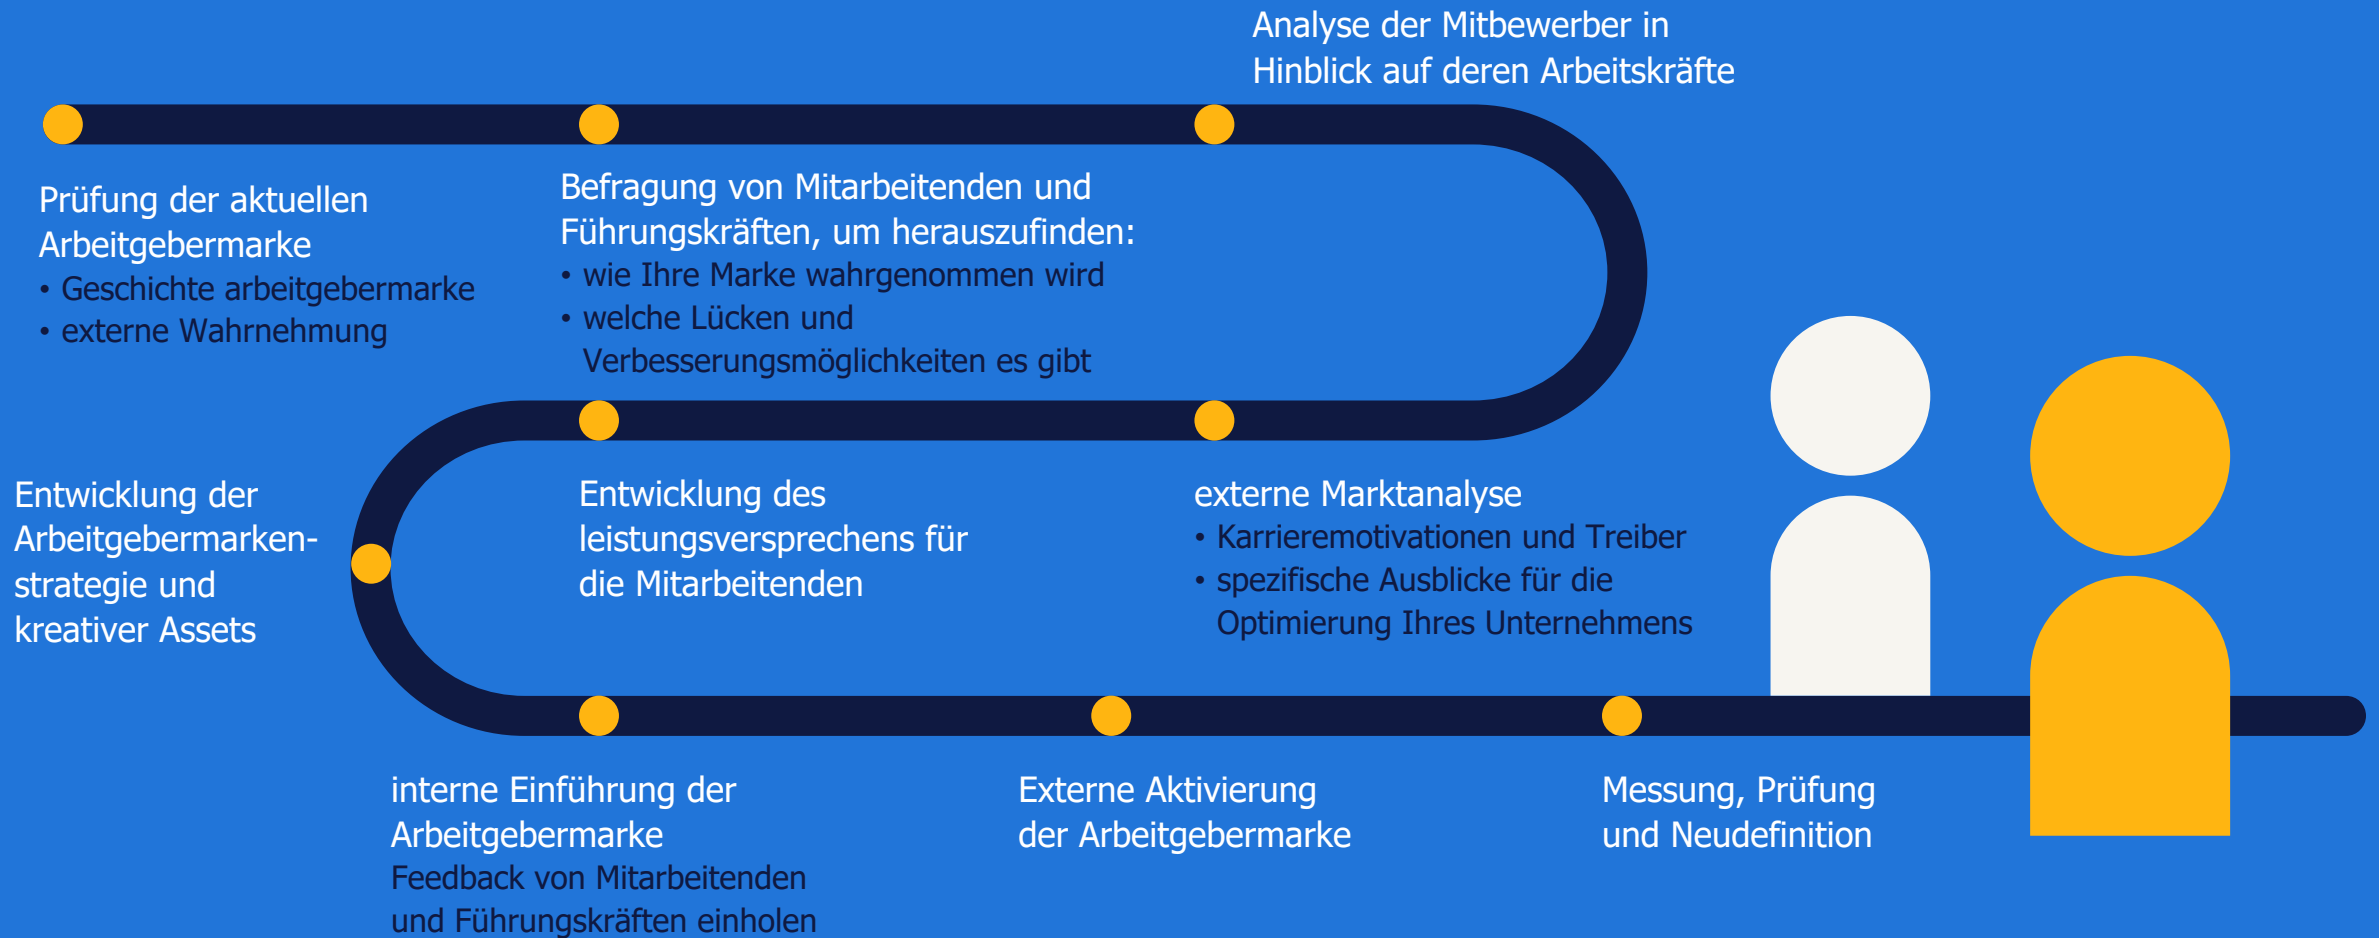 Prüfung der aktuellen
Arbeitgebermarke
• Geschichte arbeitgebermarke
• externe Wahrnehmung
Befragung von Mitarbeitenden und
Führungskräften, um herauszufinden:
• wie Ihre Marke wahrgenommen wird
• welche Lücken und
Verbesserungsmöglichkeiten es gibt
Analyse der Mitbewerber in
Hinblick auf deren Arbeitskräfte
externe Marktanalyse
• Karrieremotivationen und Treiber
• spezifische Ausblicke für die
Optimierung Ihres Unternehmens
Entwicklung des
leistungsversprechens für
die Mitarbeitenden
Entwicklung der
Arbeitgebermarken-
strategie und
kreativer Assets
interne Einführung der
Arbeitgebermarke
Feedback von Mitarbeitenden
und Führungskräften einholen
Externe Aktivierung
der Arbeitgebermarke
Messung, Prüfung
und Neudefinition